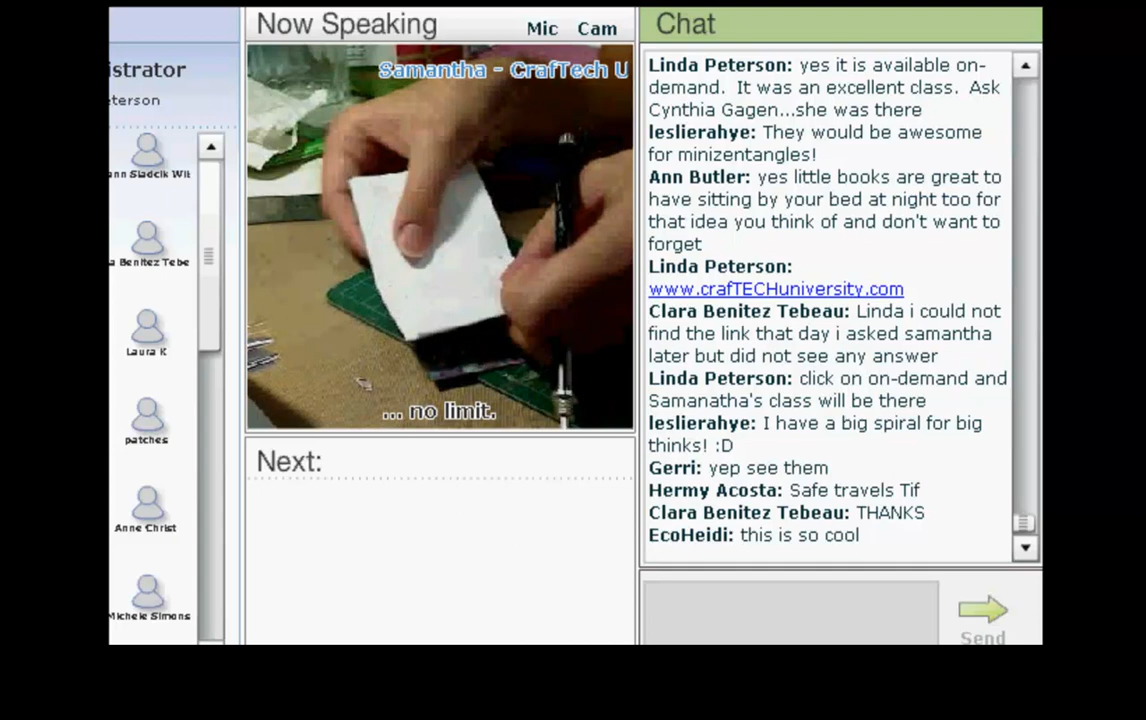 istrator
terson
ann Sladcik Wil
a Benitez Tebe
Laura K
patches
Anne Christ
Michele Simons
Now Speaking
Mic Cam
Samantha - CrafTech U
... no limit.
Next:
Chat
Linda Peterson: yes it is available on-
demand. It was an excellent class. Ask
Cynthia Gagen...she was there
leslierahye: They would be awesome
for minizentangles!
Ann Butler: yes little books are great to
have sitting by your bed at night too for
that idea you think of and don't want to
forget
Linda Peterson:
www.crafTECHuniversity.com
Clara Benitez Tebeau: Linda i could not
find the link that day i asked samantha
later but did not see any answer
Linda Peterson: click on on-demand and
Samanatha's class will be there
leslierahye: I have a big spiral for big
thinks! :D
Gerri: yep see them
Hermy Acosta: Safe travels Tif
Clara Benitez Tebeau: THANKS
EcoHeidi: this is so cool
Send